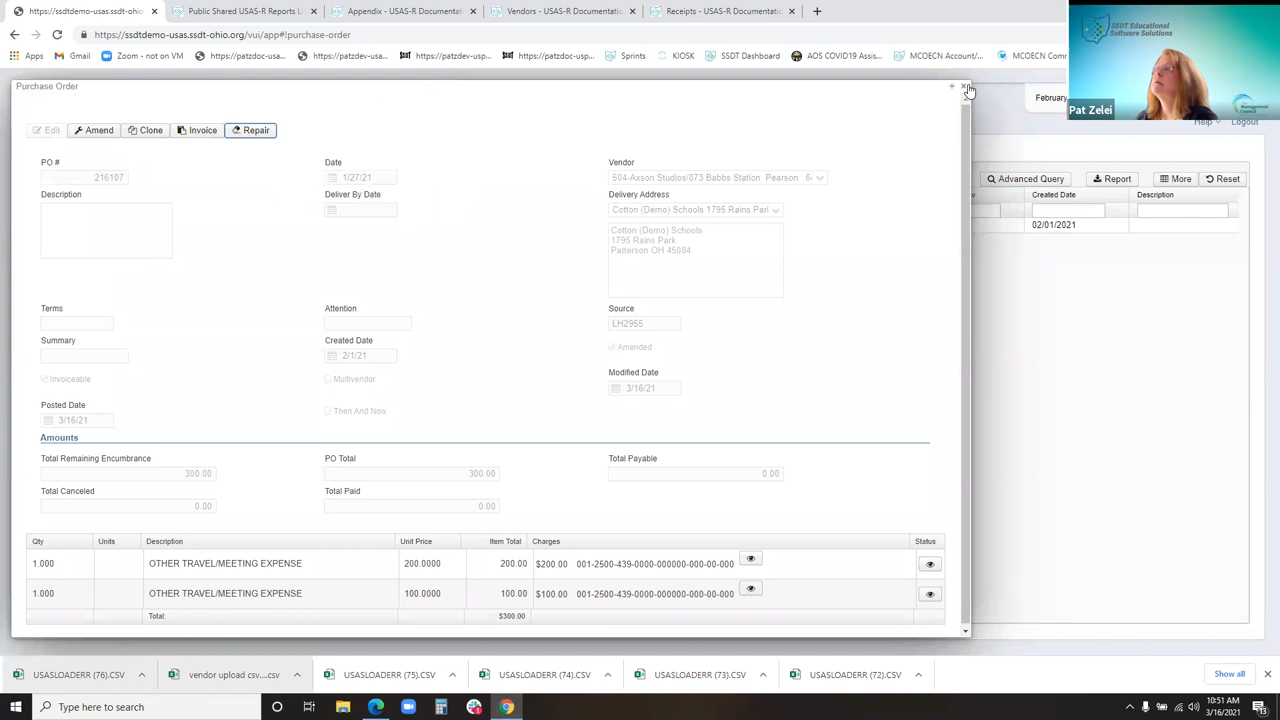 https://ssdtdemo-usas.ssdt-ohio
Public Shared USAS-R Reports Li
Appendix - USAS-R Documentati
Vendors - USAS-R Documentation
Receipts - USAS-R Documentatio
https://ssdtdemo-usas.ssdt-ohio.org/vui/app#!purchase-order
Apps
Gmail
Zoom - not on VM
https://patzdoc-usa...
https://patzdev-usa...
https://patzdev-usp...
https://patzdoc-usp...
Sprints
KIOSK
SSDT Dashboard
AOS COVID19 Availa...
MCOECN Account/...
MCOECN Com
SSDT Educational
Software Solutions
Management
Council
Pat Zelei
Purchase Order
February
Help
Logout
Edit
Amend
Clone
Invoice
Repair
Advanced Query
Report
More
Reset
PO #
Date
Vendor
216107
1/27/21
504-Axson Studios/873 Babbs Station Pearson
Description
Deliver By Date
Delivery Address
Cotton (Demo) Schools 1795 Rains Parl
Cotton (Demo) Schools
1795 Rains Park
Patterson OH 45084
Created Date
Description
02/01/2021
Terms
Attention
Source
LH2955
Summary
Created Date
Amended
2/1/21
Modified Date
Invoiceable
Multivendor
3/16/21
Posted Date
Then And Now
3/16/21
Amounts
Total Remaining Encumbrance
PO Total
Total Payable
300.00
300.00
0.00
Total Canceled
Total Paid
0.00
0.00
Qty Units Description Unit Price Item Total Charges Status
1.000 OTHER TRAVEL/MEETING EXPENSE 200.0000 200.00 $200.00 001-2500-439-0000-000000-000-00-000
1.000 OTHER TRAVEL/MEETING EXPENSE 100.0000 100.00 $100.00 001-2500-439-0000-000000-000-00-000
Total: $300.00
USASLOADERR (76).CSV
vendor upload csv....csv
USASLOADERR (75).CSV
USASLOADERR (74).CSV
USASLOADERR (73).CSV
USASLOADERR (72).CSV
Show all
Type here to search
10:51 AM
3/16/2021